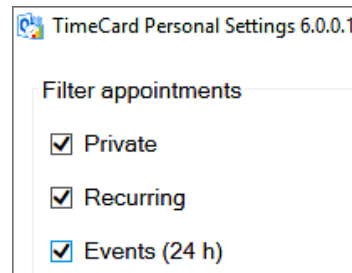 TimeCard Personal Settings 6.0.0.1
Filter appointments
Private
Recurring
Events (24 h)